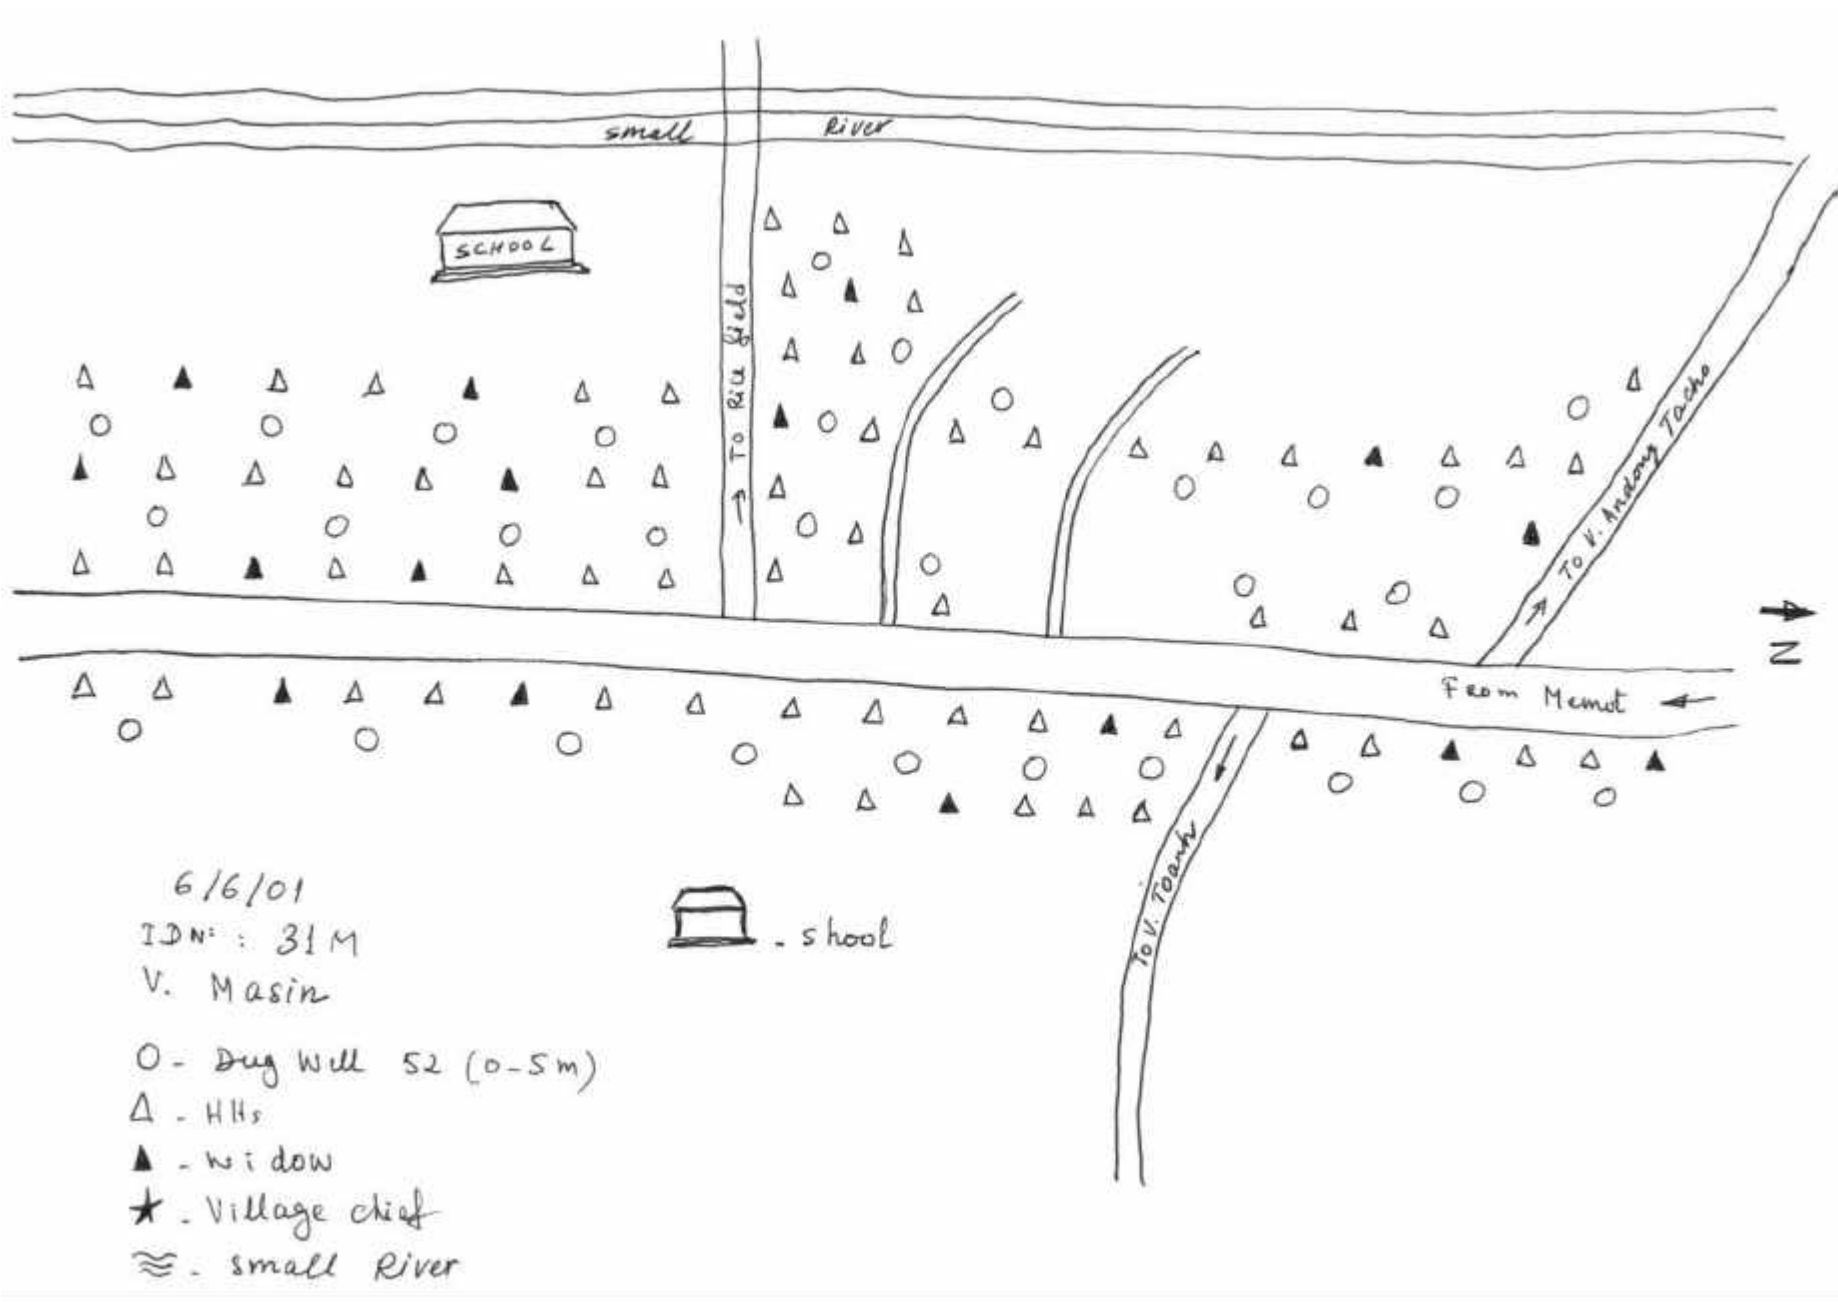 small River
SCHOOL
→ To Rice field
To V. Andong Tacho
N
From Memot
To V. Toanh
6/6/01
IDNº : 31M
V. Masin
- shool
O - Dug Well 52 (0-5m)
△ - HHs
▲ - widow
★ - Village chief
≋ - small River